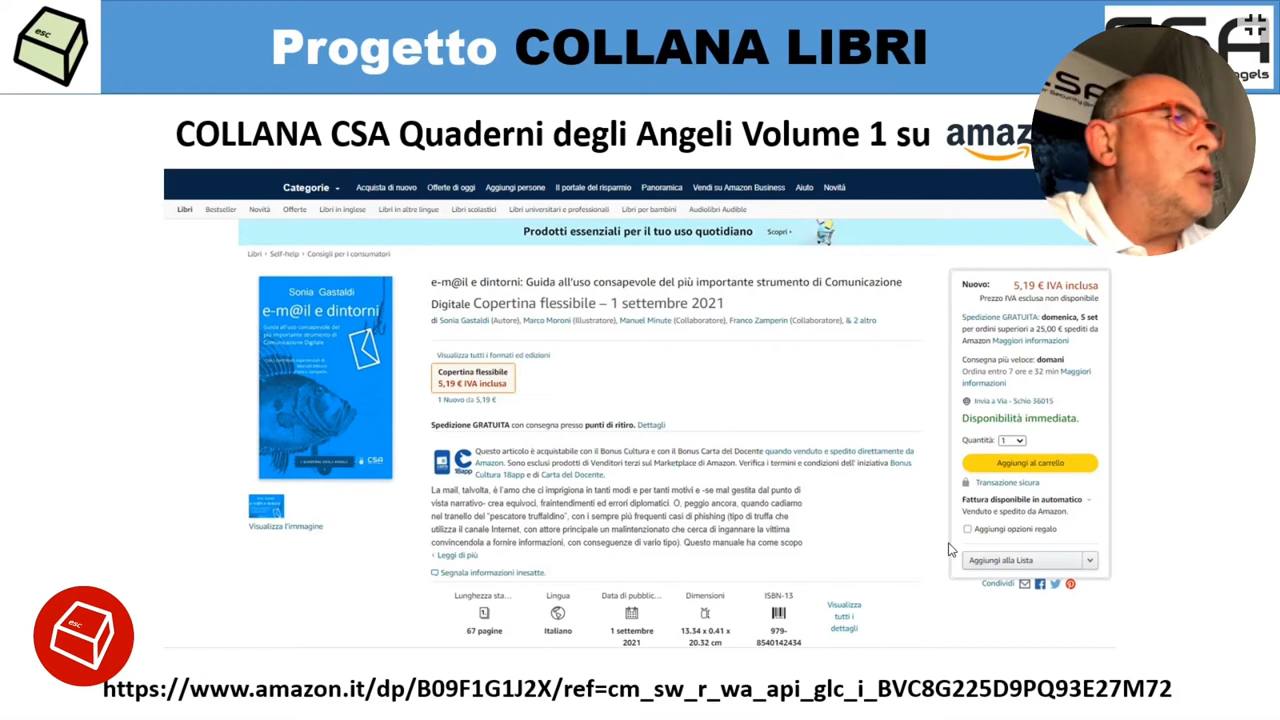 esc
Progetto COLLANA LIBRI
COLLANA CSA Quaderni degli Angeli Volume 1 su
Categorie
Acquista di nuovo
Offerte di oggi
Aggiungi persone
Il portale del risparmio
Panoramica
Vendi su Amazon Business
Aiuto
Novità
Libri
Bestseller
Novità
Offerte
Libri in inglese
Libri in altre lingue
Libri scolastici
Libri universitari e professionali
Libri per bambini
Audiolibri Audible
Prodotti essenziali per il tuo uso quotidiano
Scopri ›
Libri › Self-help › Consigli per i consumatori
Sonia Gastaldi
e-m@il e dintorni
Guida all'uso consapevole del
più importante strumento di
Comunicazione Digitale
I QUADERNI DEGLI ANGELI
CSA
Visualizza l'immagine
e-m@il e dintorni: Guida all'uso consapevole del più importante strumento di Comunicazione
Digitale Copertina flessibile – 1 settembre 2021
di Sonia Gastaldi (Autore), Marco Moroni (Illustratore), Manuel Minute (Collaboratore), Franco Zamperin (Collaboratore), & 2 altro
Visualizza tutti i formati ed edizioni
Copertina flessibile
5,19 € IVA inclusa
1 Nuovo da 5,19 €
Spedizione GRATUITA con consegna presso punti di ritiro. Dettagli
Questo articolo è acquistabile con il Bonus Cultura e con il Bonus Carta del Docente quando venduto e spedito direttamente da
Amazon. Sono esclusi prodotti di Venditori terzi sul Marketplace di Amazon. Verifica i termini e condizioni dell' iniziativa Bonus
Cultura 18app e di Carta del Docente.
La mail, talvolta, è l'amo che ci imprigiona in tanti modi e per tanti motivi e -se mal gestita dal punto di
vista narrativo- crea equivoci, fraintendimenti ed errori diplomatici. O, peggio ancora, quando cadiamo
nel tranello del "pescatore truffaldino", con i sempre più frequenti casi di phishing (tipo di truffa che
utilizza il canale Internet, con attore principale un malintenzionato che cerca di ingannare la vittima
convincendola a fornire informazioni, con conseguenze di vario tipo). Questo manuale ha come scopo
Leggi di più
Segnala informazioni inesatte.
Lunghezza sta...
67 pagine
Lingua
Italiano
Data di pubblic...
1 settembre
2021
Dimensioni
13.34 x 0.41 x
20.32 cm
ISBN-13
979-
8540142434
Visualizza
tutti i
dettagli
Nuovo: 5,19 € IVA inclusa
Prezzo IVA esclusa non disponibile
Spedizione GRATUITA: domenica, 5 set
per ordini superiori a 25,00 € spediti da
Amazon Maggiori informazioni
Consegna più veloce: domani
Ordina entro 7 ore e 32 min Maggiori
informazioni
Invia a Via - Schio 36015
Disponibilità immediata.
Quantità: 1
Aggiungi al carrello
Transazione sicura
Fattura disponibile in automatico
Venduto e spedito da Amazon.
Aggiungi opzioni regalo
Aggiungi alla Lista
Condividi
esc
https://www.amazon.it/dp/B09F1G1J2X/ref=cm_sw_r_wa_api_glc_i_BVC8G225D9PQ93E27M72